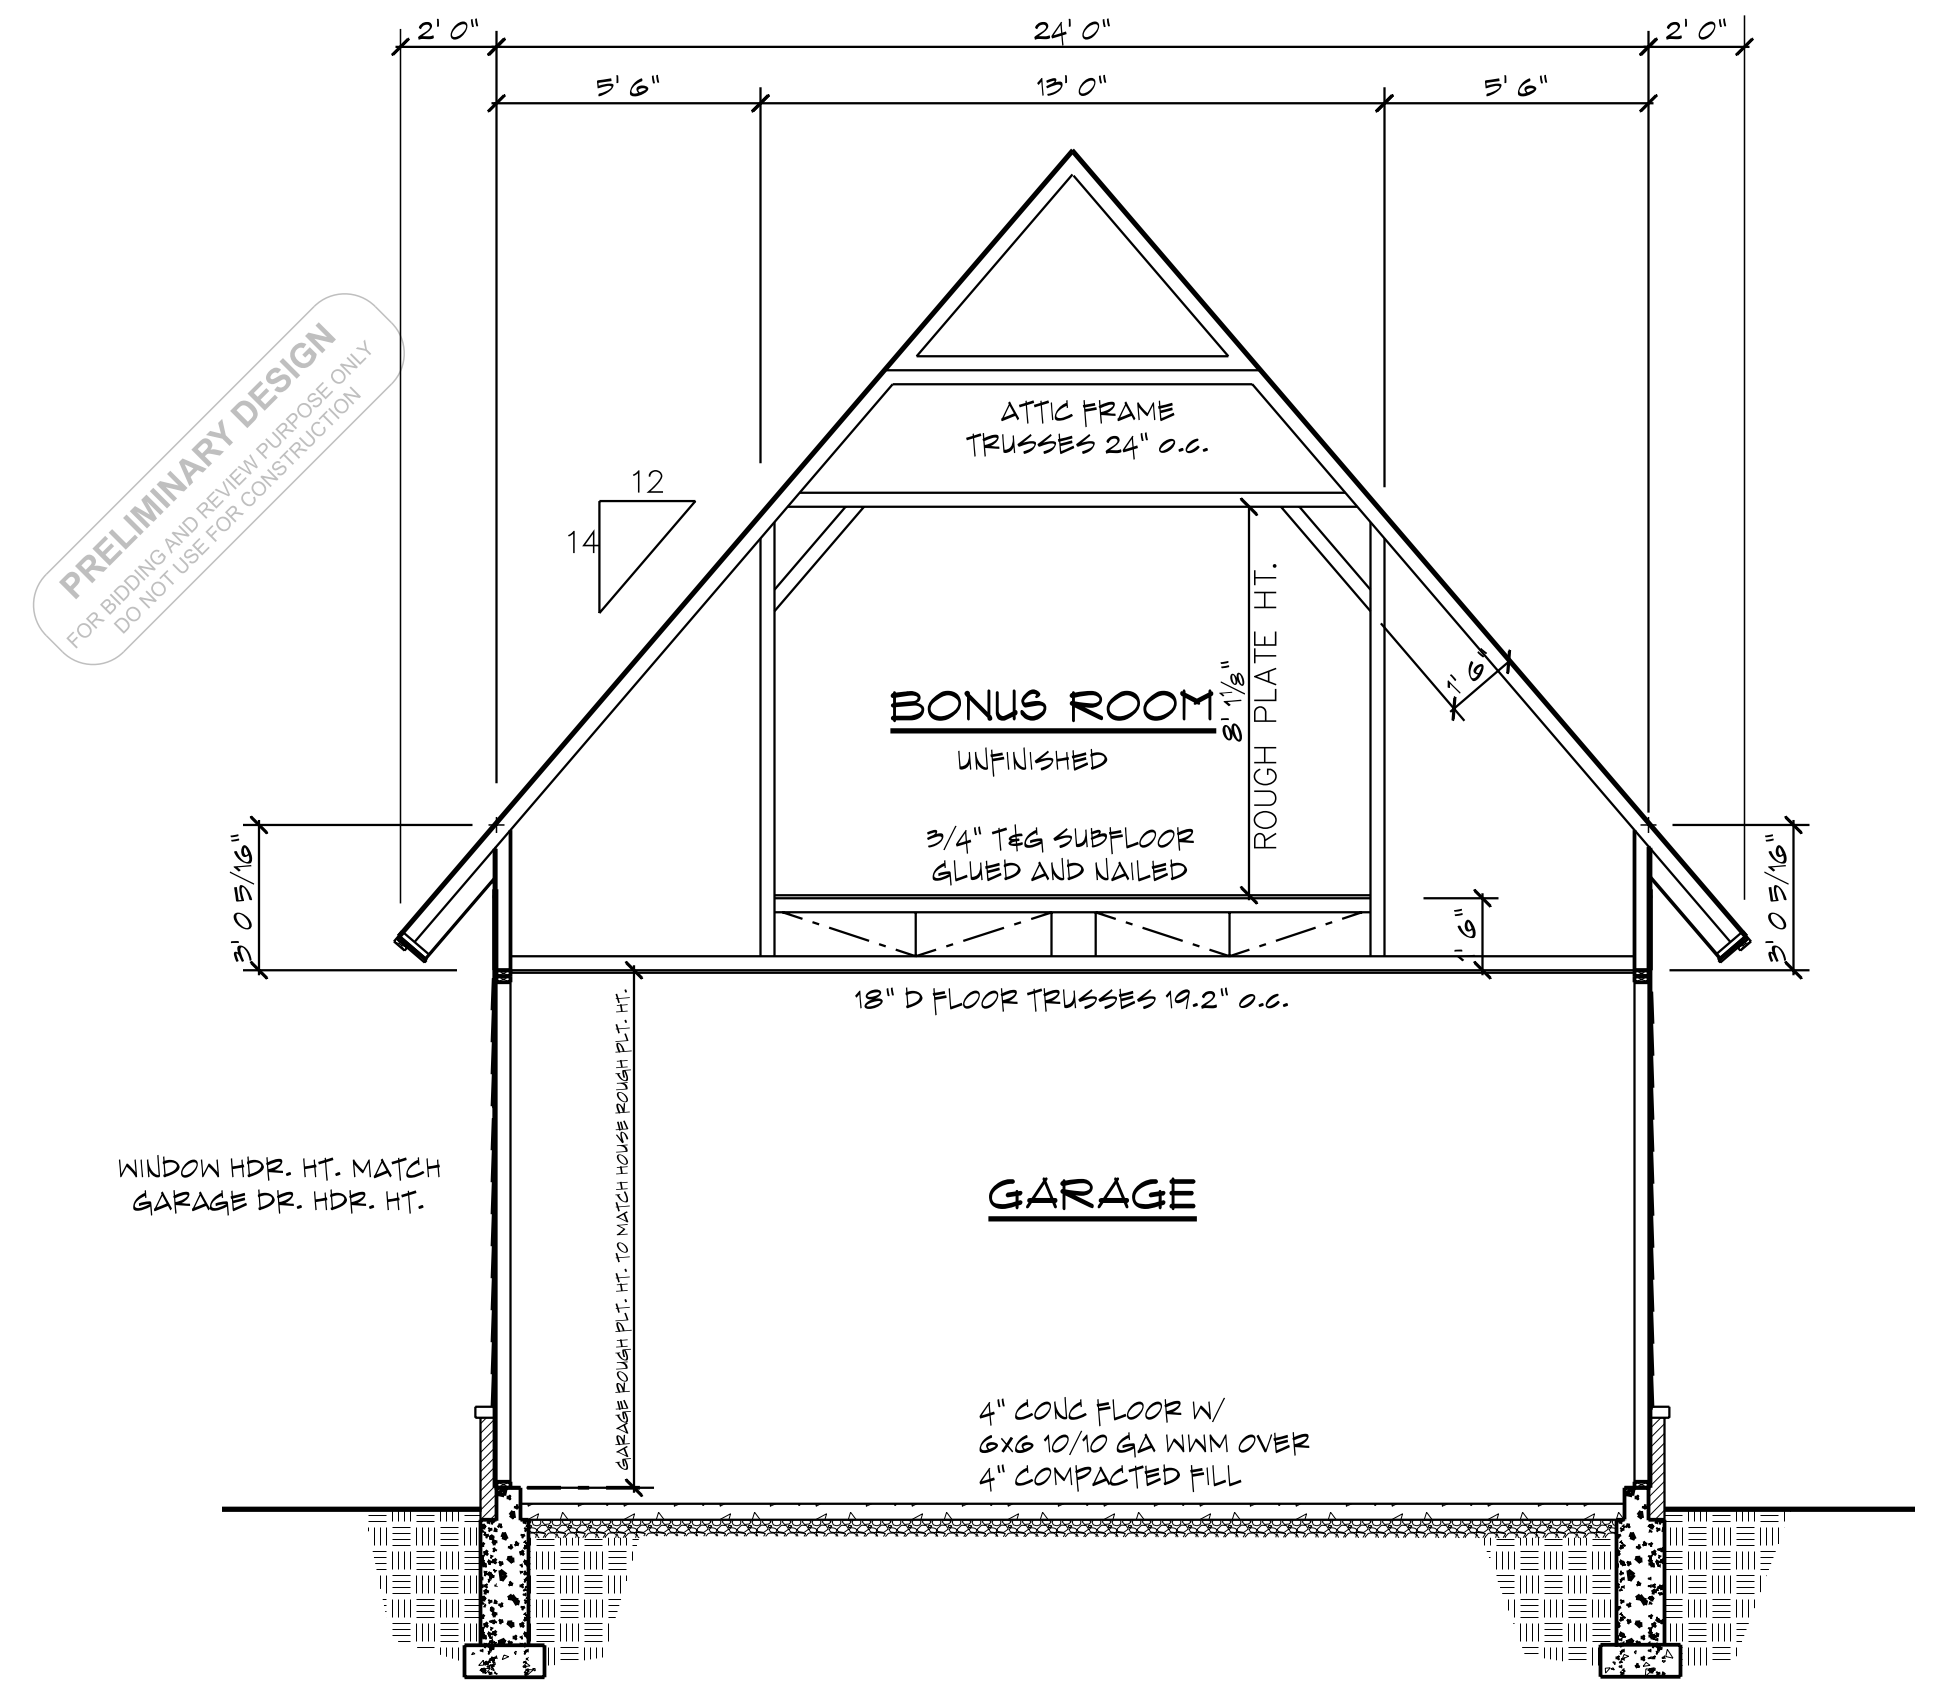 2' 0"
24' 0"
2' 0"
5' 6"
13' 0"
5' 6"
PRELIMINARY DESIGN
FOR BIDDING AND REVIEW PURPOSE ONLY
DO NOT USE FOR CONSTRUCTION
ATTIC FRAME
TRUSSES 24" O.C.
12
14
1' 6"
8' 1 1/8"
ROUGH PLATE HT.
BONUS ROOM
UNFINISHED
3/4" T&G SUBFLOOR
GLUED AND NAILED
3' 0 5/16"
1' 6"
3' 0 5/16"
18" D FLOOR TRUSSES 19.2" O.C.
GARAGE ROUGH PLT. HT. TO MATCH HOUSE ROUGH PLT. HT.
WINDOW HDR. HT. MATCH
GARAGE DR. HDR. HT.
GARAGE
4" CONC FLOOR W/
6X6 10/10 GA WWM OVER
4" COMPACTED FILL